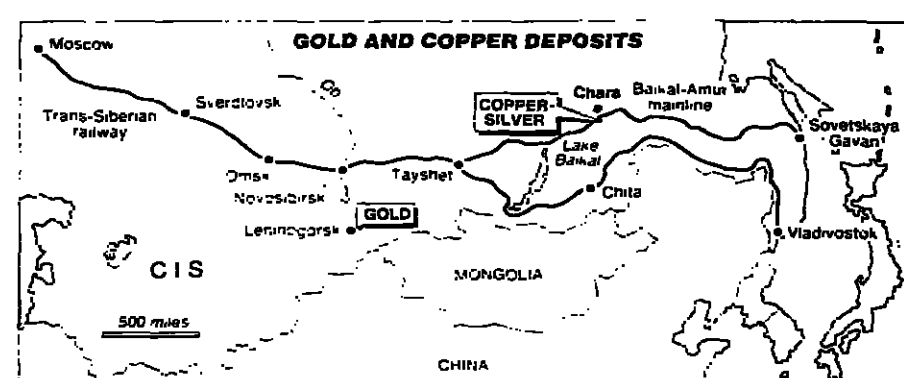 GOLD AND COPPER DEPOSITS
Moscow
Sverdlovsk
Trans-Siberian
railway
Ob
Chara
Baikal-Amur
mainline
COPPER-
SILVER
Sovetskaya
Gavan
Lake
Baikal
Omsk
Tayshet
Chita
Novosibirsk
GOLD
Leninogorsk
Vladivostok
CIS
MONGOLIA
500 miles
CHINA